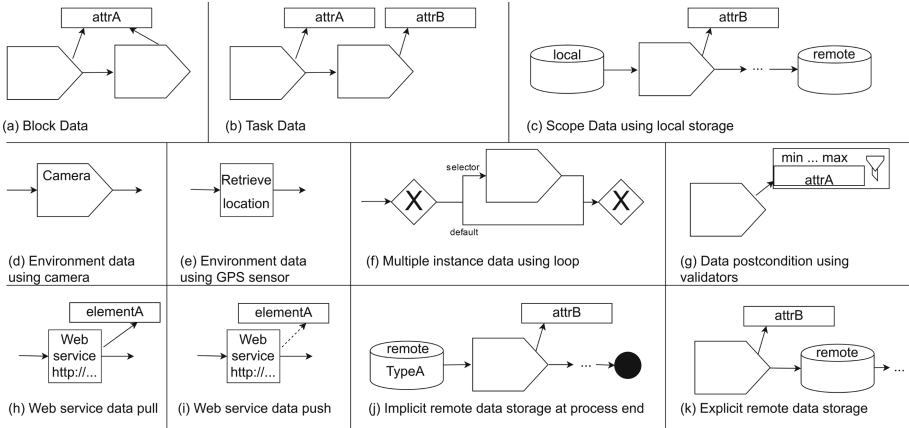 attrA
(a) Block Data
attrA
attrB
(b) Task Data
attrB
local
remote
...
(c) Scope Data using local storage
Camera
(d) Environment data
using camera
Retrieve
location
(e) Environment data
using GPS sensor
selector
X
X
default
(f) Multiple instance data using loop
min ... max
attrA
(g) Data postcondition using
validators
elementA
Web
service
http://...
(h) Web service data pull
elementA
Web
service
http://...
(i) Web service data push
attrB
remote
TypeA
...
(j) Implicit remote data storage at process end
attrB
remote
...
(k) Explicit remote data storage